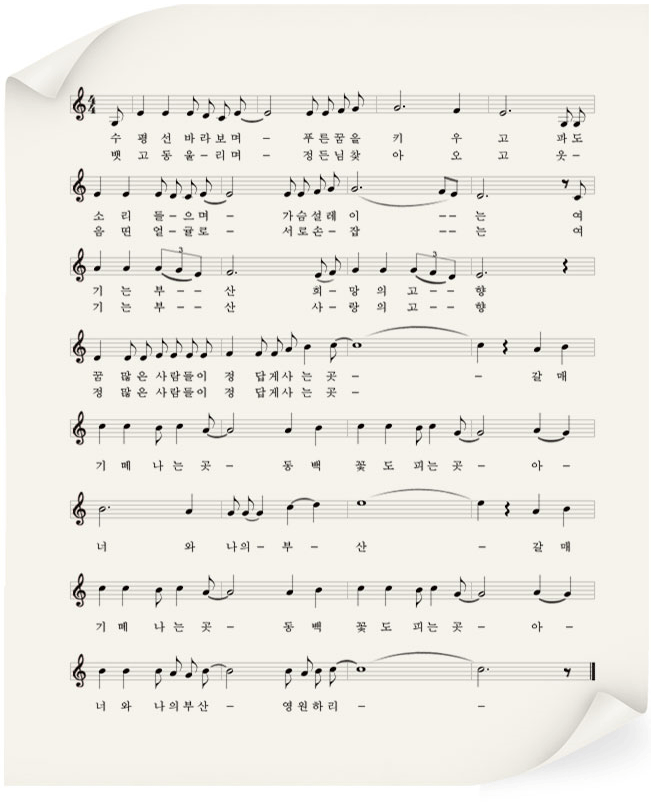 4 4
수 평 선 바 라 보 며 - 푸 른 꿈 을 키 우 고 파 도
뱃 고 동 울 - 리 며 - 정 든 님 찾 아 오 고 웃 -
소 리 들 - 으 며 - 가 슴 설 레 이 - - 는 여
음 띤 얼 - 굴 로 - 서 로 손 - 잡 - - 는 여
3 3
기 는 부 - - 산 희 - 망 의 고 - - 향
기 는 부 - - 산 사 - 랑 의 고 - - 향
꿈 많 은 사 람 들 이 정 답 게 사 는 곳 - - 갈 매
정 많 은 사 람 들 이 정 답 게 사 는 곳 -
기 떼 나 는 곳 - 동 백 꽃 도 피 는 곳 - 아 -
너 와 나 의 - 부 - 산 - 갈 매
기 떼 나 는 곳 - 동 백 꽃 도 피 는 곳 - 아 -
너 와 나 의 부 산 - 영 원 하 리 - -